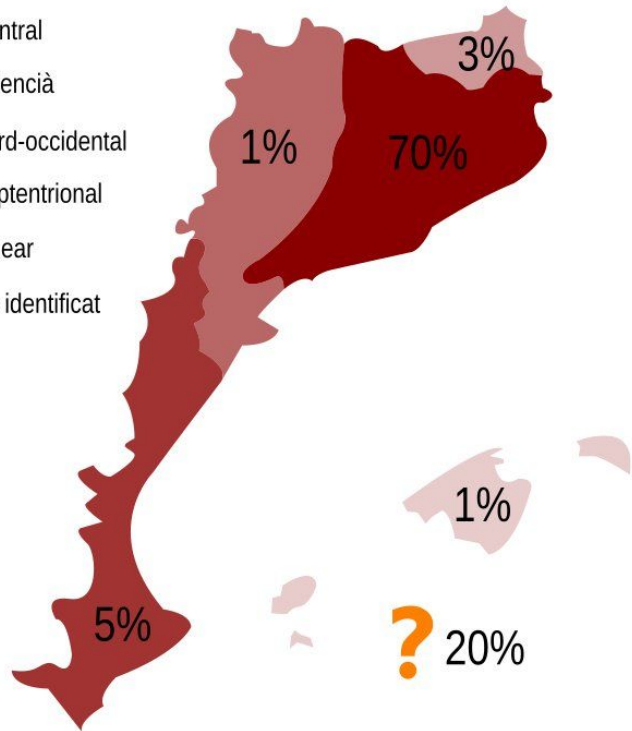 ntral
encià
rd-occidental
ptentrional
ear
identificat
3%
1%
70%
1%
5%
? 20%